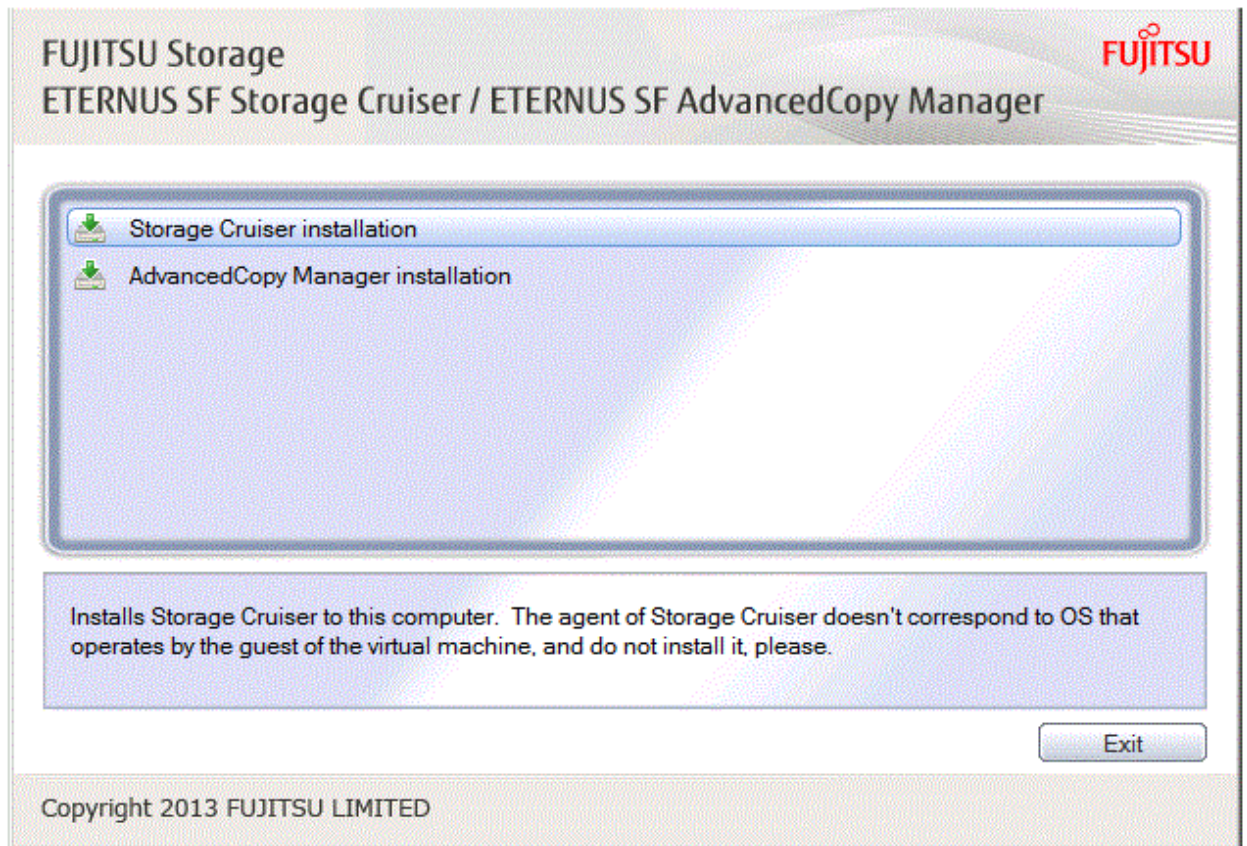 FUJITSU Storage
FUJITSU
ETERNUS SF Storage Cruiser / ETERNUS SF AdvancedCopy Manager
Storage Cruiser installation
AdvancedCopy Manager installation
Installs Storage Cruiser to this computer.  The agent of Storage Cruiser doesn't correspond to OS that
operates by the guest of the virtual machine, and do not install it, please.
Exit
Copyright 2013 FUJITSU LIMITED